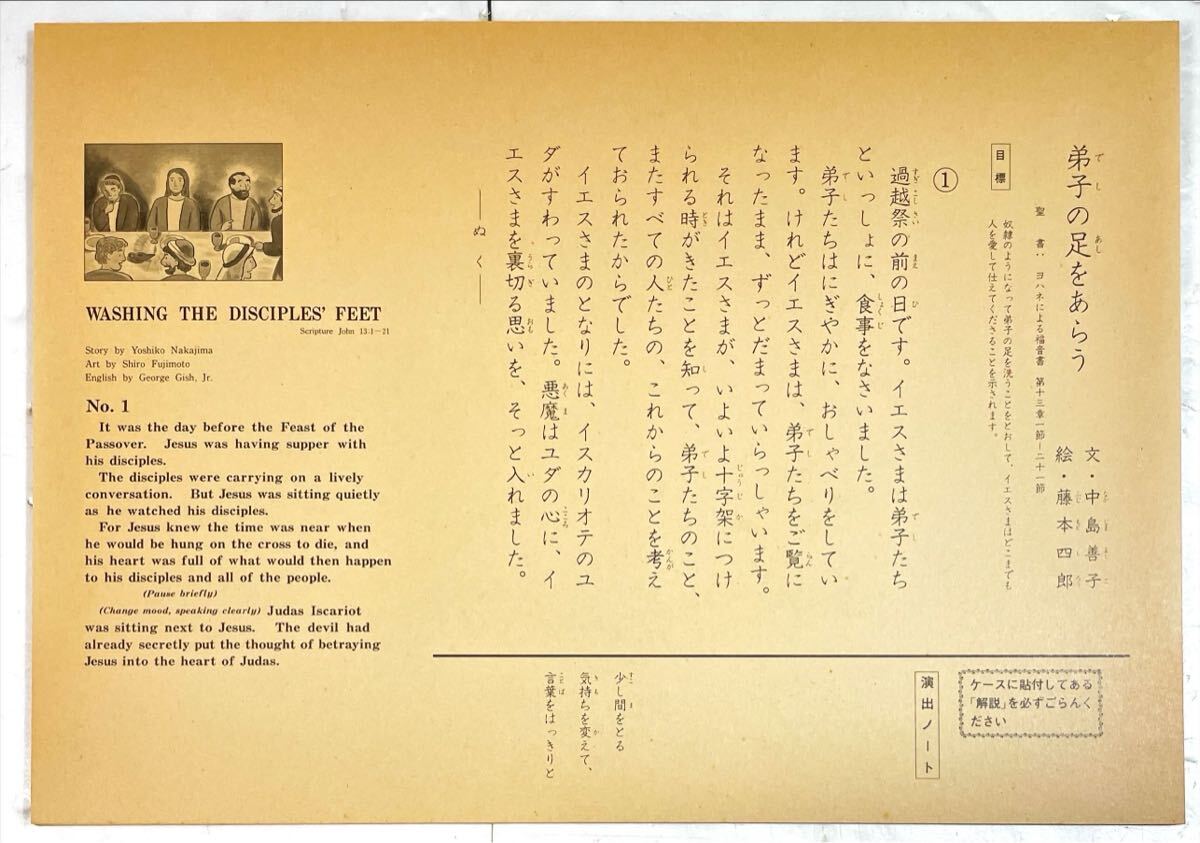 弟子の足をあらう
文・中島善子
絵・藤本四郎
聖 書:ヨハネによる福音書 第十三章一節−二十一節
目標
奴隷のようになって弟子の足を洗うことをとおして、イエスさまはどこまでも
人を愛して仕えてくださることを示されます。
①
過越祭の前の日です。イエスさまは弟子たち
といっしょに、食事をなさいました。
弟子たちはにぎやかに、おしゃべりをしてい
ます。けれどイエスさまは、弟子たちをご覧に
なったまま、ずっとだまっていらっしゃいます。
それはイエスさまが、いよいよ十字架につけ
られる時がきたことを知って、弟子たちのこと、
またすべての人たちの、これからのことを考え
ておられたからでした。
イエスさまのとなりには、イスカリオテのユ
ダがすわっていました。悪魔はユダの心に、イ
エスさまを裏切る思いを、そっと入れました。
――ぬく――
ケースに貼付してある
「解説」を必ずごらんく
ださい
演出ノート
少し間をとる
気持ちを変えて、
言葉をはっきりと
WASHING THE DISCIPLES' FEET
Scripture John 13:1−21
Story by Yoshiko Nakajima
Art by Shiro Fujimoto
English by George Gish, Jr.
No. 1
It was the day before the Feast of the
Passover. Jesus was having supper with
his disciples.
The disciples were carrying on a lively
conversation. But Jesus was sitting quietly
as he watched his disciples.
For Jesus knew the time was near when
he would be hung on the cross to die, and
his heart was full of what would then happen
to his disciples and all of the people.
(Pause briefly)
(Change mood, speaking clearly) Judas Iscariot
was sitting next to Jesus. The devil had
already secretly put the thought of betraying
Jesus into the heart of Judas.